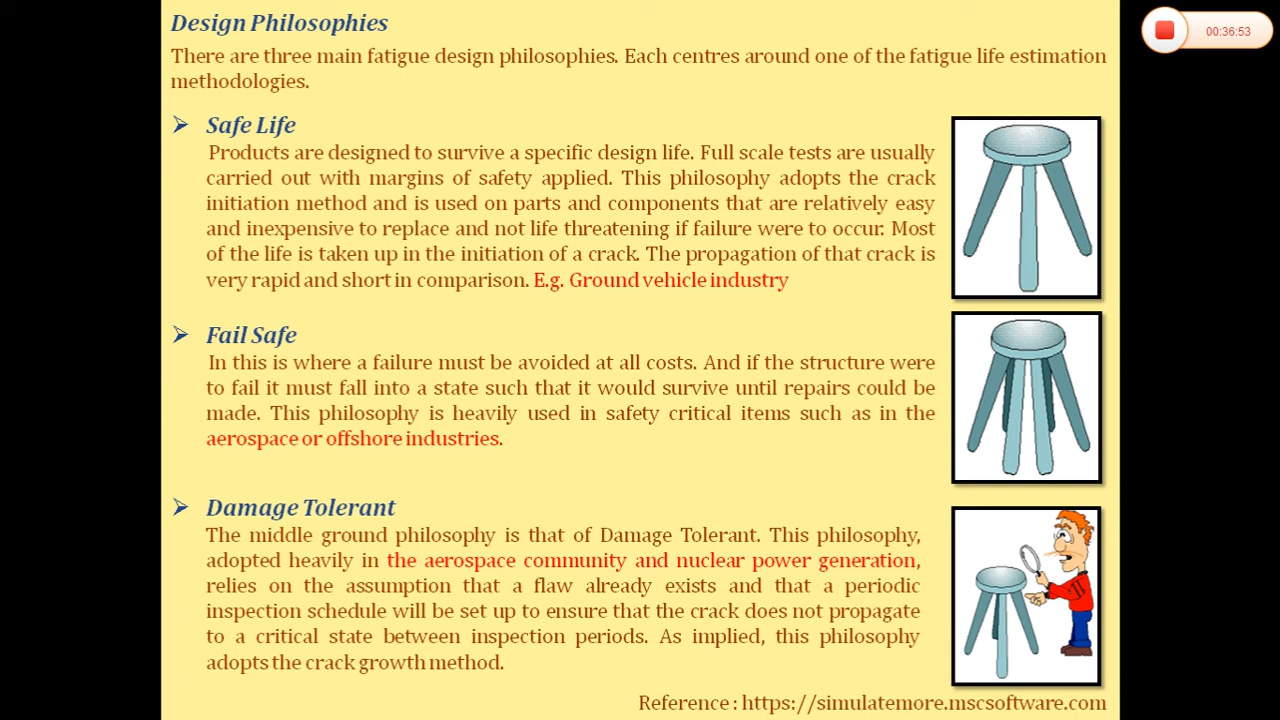 Design Philosophies
00:36:53
There are three main fatigue design philosophies. Each centres around one of the fatigue life estimation
methodologies.
Safe Life
Products are designed to survive a specific design life. Full scale tests are usually
carried out with margins of safety applied. This philosophy adopts the crack
initiation method and is used on parts and components that are relatively easy
and inexpensive to replace and not life threatening if failure were to occur. Most
of the life is taken up in the initiation of a crack. The propagation of that crack is
very rapid and short in comparison. E.g. Ground vehicle industry
Fail Safe
In this is where a failure must be avoided at all costs. And if the structure were
to fail it must fall into a state such that it would survive until repairs could be
made. This philosophy is heavily used in safety critical items such as in the
aerospace or offshore industries.
Damage Tolerant
The middle ground philosophy is that of Damage Tolerant. This philosophy,
adopted heavily in the aerospace community and nuclear power generation,
relies on the assumption that a flaw already exists and that a periodic
inspection schedule will be set up to ensure that the crack does not propagate
to a critical state between inspection periods. As implied, this philosophy
adopts the crack growth method.
Reference : https://simulatemore.mscsoftware.com